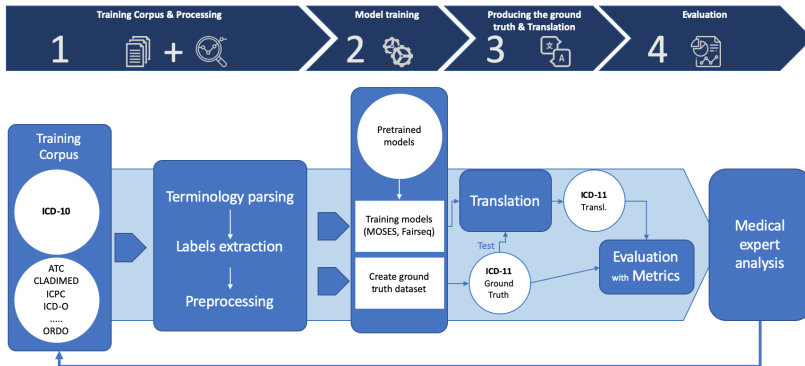 Training Corpus & Processing
1
+
Model training
2
Producing the ground
truth & Translation
3
A
Evaluation
4
Training
Corpus
ICD-10
ATC
CLADIMED
ICPC
ICD-O
.....
ORDO
Terminology parsing
Labels extraction
Preprocessing
Pretrained
models
Training models
(MOSES, Fairseq)
Create ground
truth dataset
Translation
Test
ICD-11
Ground
Truth
ICD-11
Transl.
Evaluation
with Metrics
Medical
expert
analysis